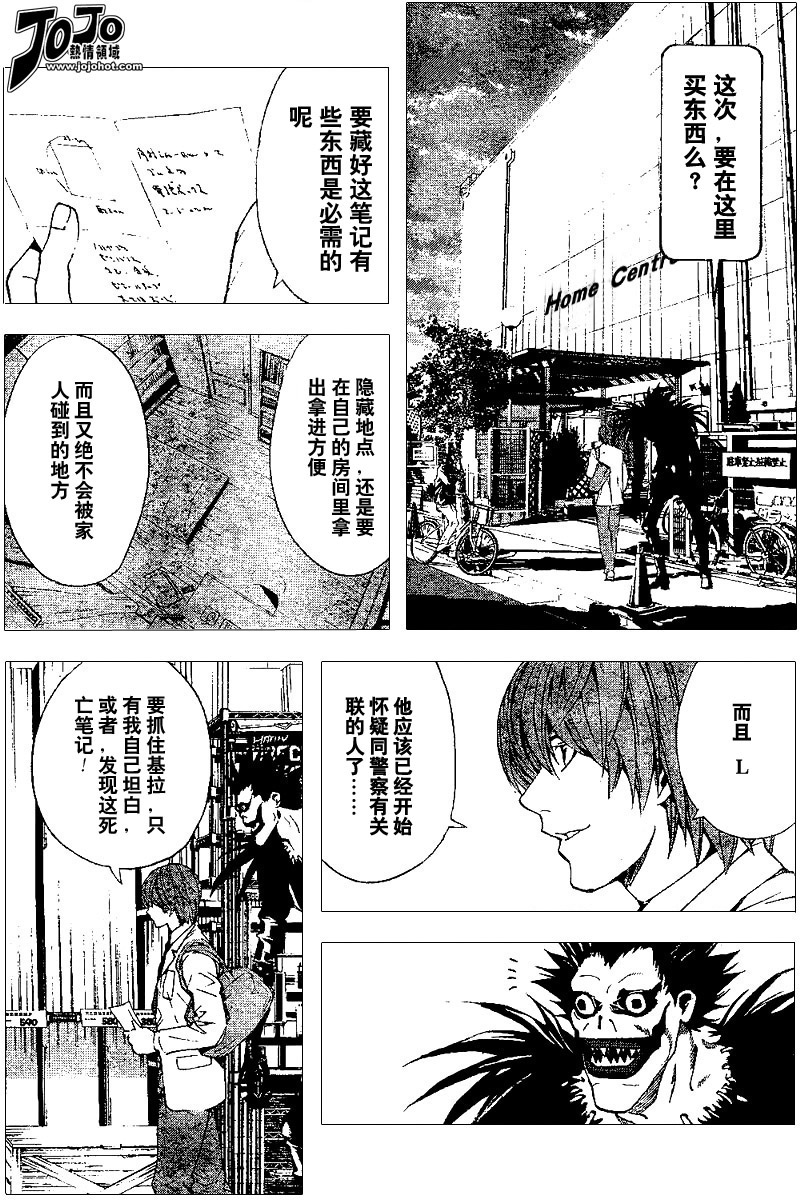 JOJO
熱情領域
www.jojohot.com
这次，要在这里
买东西么？
Home Centre
要藏好这笔记有
些东西是必需的
呢
隐藏地点，还是要
在自己的房间里拿
出拿进方便
而且又绝不会被家
人碰到的地方
而且
L
他应该已经开始
怀疑同警察有关
联的人了……
要抓住基拉，只
有我自己坦白，
或者，发现这死
亡笔记！
590
580